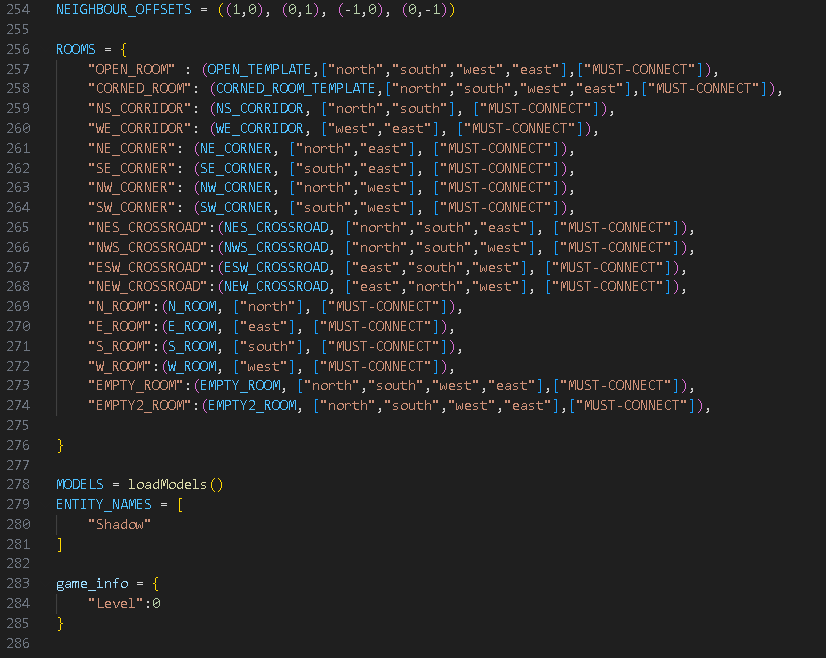 254 NEIGHBOUR_OFFSETS = ((1,0), (0,1), (-1,0), (0,-1))
255
256 ROOMS = {
257     "OPEN_ROOM" : (OPEN_TEMPLATE,["north","south","west","east"],["MUST-CONNECT"]),
258     "CORNED_ROOM": (CORNED_ROOM_TEMPLATE,["north","south","west","east"],["MUST-CONNECT"]),
259     "NS_CORRIDOR": (NS_CORRIDOR, ["north","south"], ["MUST-CONNECT"]),
260     "WE_CORRIDOR": (WE_CORRIDOR, ["west","east"], ["MUST-CONNECT"]),
261     "NE_CORNER": (NE_CORNER, ["north","east"], ["MUST-CONNECT"]),
262     "SE_CORNER": (SE_CORNER, ["south","east"], ["MUST-CONNECT"]),
263     "NW_CORNER": (NW_CORNER, ["north","west"], ["MUST-CONNECT"]),
264     "SW_CORNER": (SW_CORNER, ["south","west"], ["MUST-CONNECT"]),
265     "NES_CROSSROAD":(NES_CROSSROAD, ["north","south","east"], ["MUST-CONNECT"]),
266     "NWS_CROSSROAD":(NWS_CROSSROAD, ["north","south","west"], ["MUST-CONNECT"]),
267     "ESW_CROSSROAD":(ESW_CROSSROAD, ["east","south","west"], ["MUST-CONNECT"]),
268     "NEW_CROSSROAD":(NEW_CROSSROAD, ["east","north","west"], ["MUST-CONNECT"]),
269     "N_ROOM":(N_ROOM, ["north"], ["MUST-CONNECT"]),
270     "E_ROOM":(E_ROOM, ["east"], ["MUST-CONNECT"]),
271     "S_ROOM":(S_ROOM, ["south"], ["MUST-CONNECT"]),
272     "W_ROOM":(W_ROOM, ["west"], ["MUST-CONNECT"]),
273     "EMPTY_ROOM":(EMPTY_ROOM, ["north","south","west","east"],["MUST-CONNECT"]),
274     "EMPTY2_ROOM":(EMPTY2_ROOM, ["north","south","west","east"],["MUST-CONNECT"]),
275
276 }
277
278 MODELS = loadModels()
279 ENTITY_NAMES = [
280     "Shadow"
281 ]
282
283 game_info = {
284     "Level":0
285 }
286